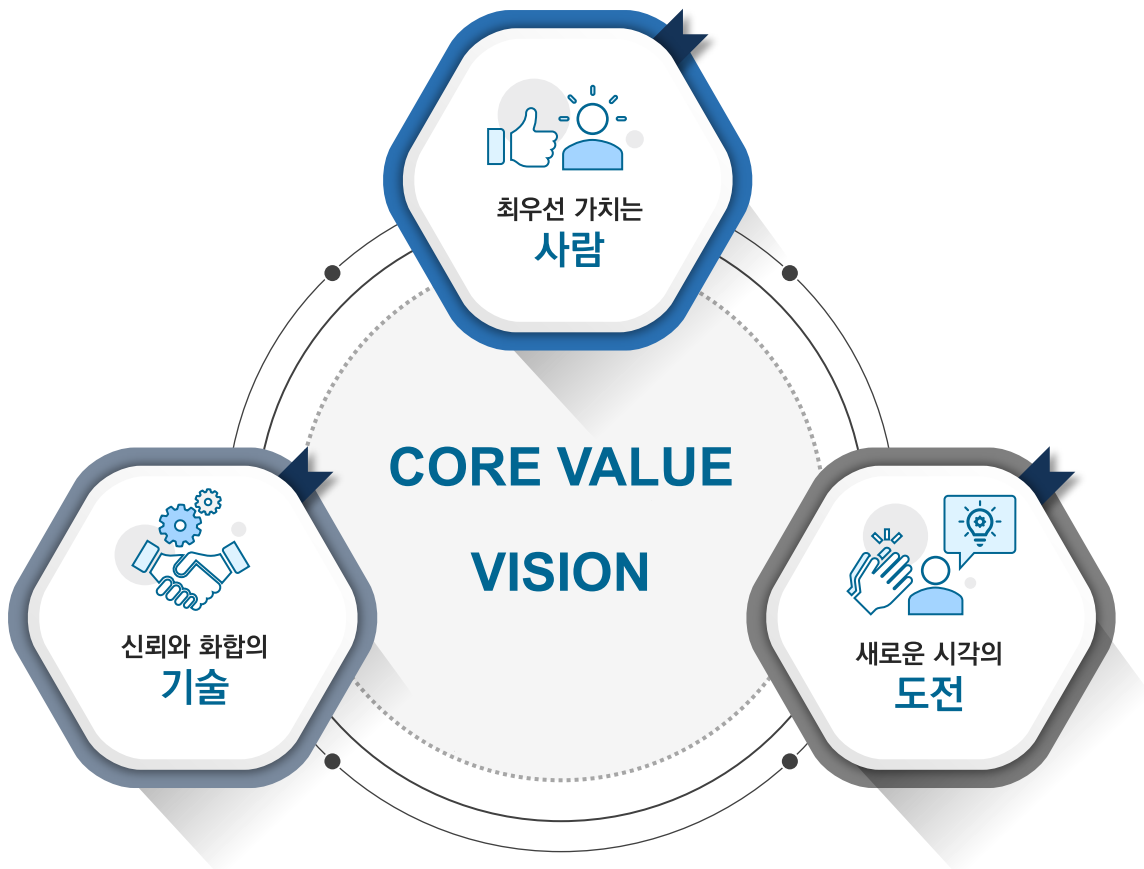 최우선 가치는
사람
CORE VALUE
VISION
신뢰와 화합의
기술
새로운 시각의
도전